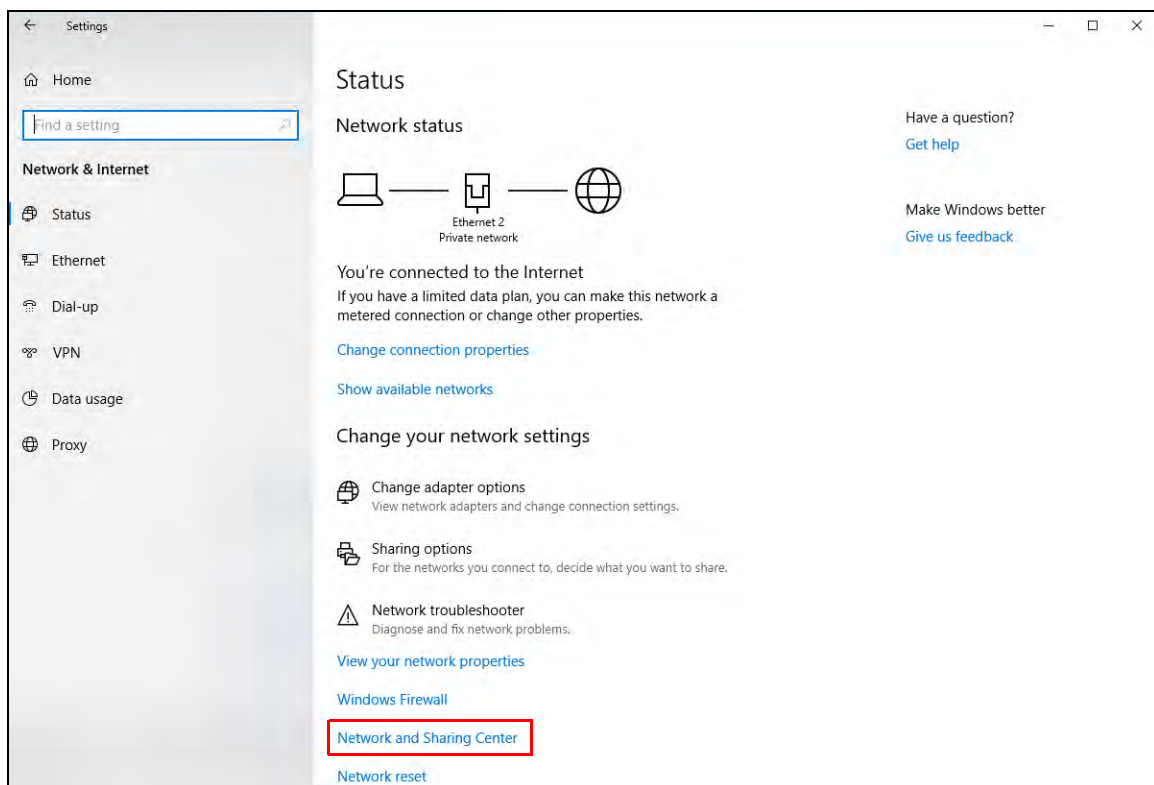 Settings
Home
Find a setting
Network & Internet
Status
Ethernet
Dial-up
VPN
Data usage
Proxy
Status
Network status
Ethernet 2
Private network
You're connected to the Internet
If you have a limited data plan, you can make this network a
metered connection or change other properties.
Change connection properties
Show available networks
Change your network settings
Change adapter options
View network adapters and change connection settings.
Sharing options
For the networks you connect to, decide what you want to share.
Network troubleshooter
Diagnose and fix network problems.
View your network properties
Windows Firewall
Network and Sharing Center
Network reset
Have a question?
Get help
Make Windows better
Give us feedback